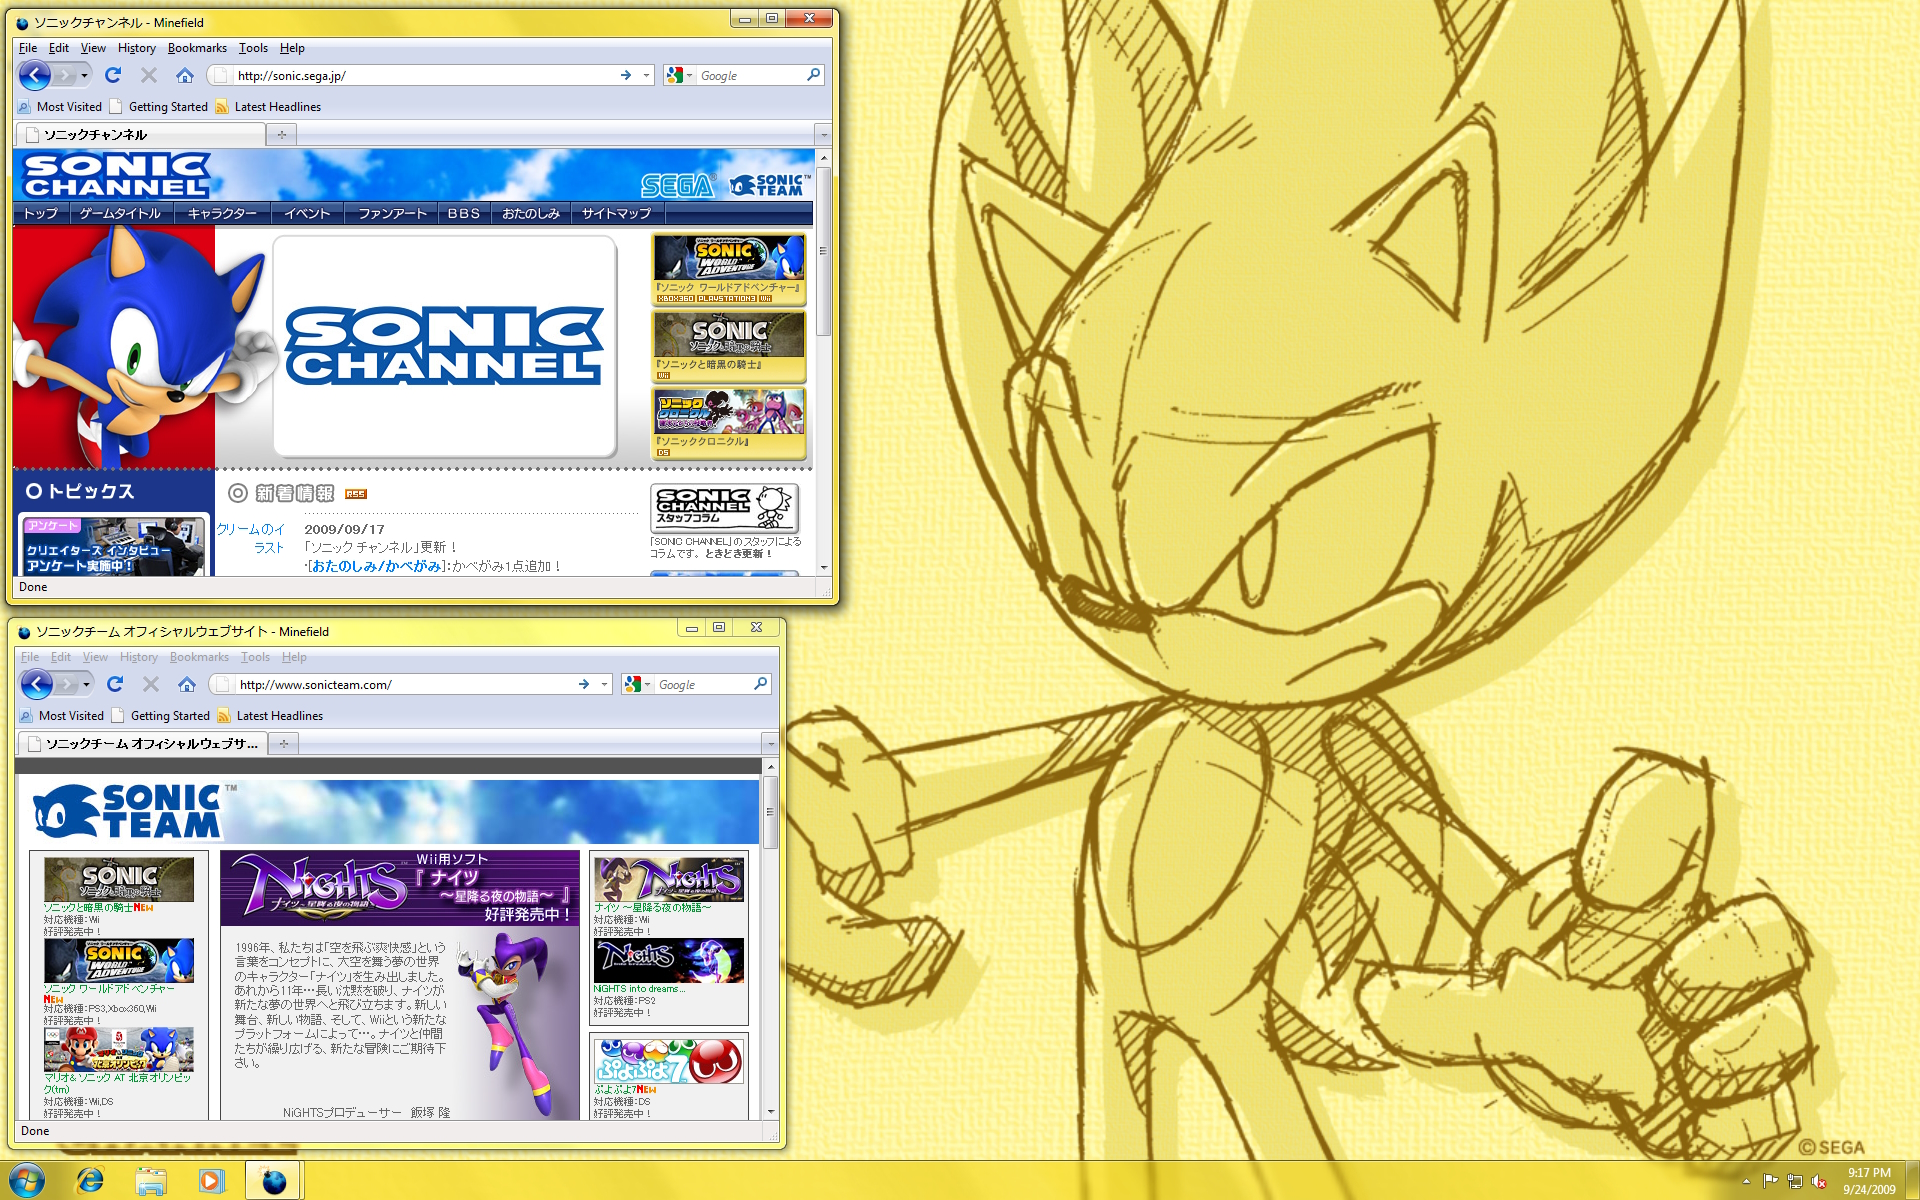 ソニックチャンネル - Minefield
File Edit View History Bookmarks Tools Help
http://sonic.sega.jp/
Google
Most Visited Getting Started Latest Headlines
ソニックチャンネル
SONIC CHANNEL
SEGA
SONIC TEAM
トップ ゲームタイトル キャラクター イベント ファンアート BBS おたのしみ サイトマップ
SONIC
CHANNEL
SONIC
WORLD ADVENTURE
『ソニック ワールドアドベンチャー』
XBOX360 PLAYSTATION3 Wii
SONIC
ソニックと暗黒の騎士
『ソニックと暗黒の騎士』
Wii
ソニック
クロニクル
『ソニッククロニクル』
DS
トピックス
アンケート
クリエイターズ インタビュー
アンケート実施中！
新着情報 RSS
クリームのイラスト
2009/09/17
「ソニック チャンネル」更新！
・[おたのしみ/かべがみ]：かべがみ1点追加！
SONIC
CHANNEL
スタッフコラム
「SONIC CHANNEL」のスタッフによる
コラムです。ときどき更新！
Done
ソニックチーム オフィシャルウェブサイト - Minefield
File Edit View History Bookmarks Tools Help
http://www.sonicteam.com/
Google
Most Visited Getting Started Latest Headlines
ソニックチーム オフィシャルウェブサ...
SONIC
TEAM™
SONIC
ソニックと暗黒の騎士
ソニックと暗黒の騎士NEW
対応機種：Wii
好評発売中！
SONIC
WORLD ADVENTURE
ソニック ワールドアドベンチャー
NEW
対応機種：PS3,Xbox360,Wii
好評発売中！
マリオ&ソニック AT 北京オリンピッ
ク(tm)
対応機種：Wii,DS
好評発売中！
NiGHTS
ナイツ～星降る夜の物語～
Wii用ソフト
『 ナイツ
～星降る夜の物語～ 』
好評発売中！
1996年、私たちは「空を飛ぶ爽快感」という
言葉をコンセプトに、大空を舞う夢の世界
のキャラクター「ナイツ」を生み出しました。
あれから11年…長い沈黙を破り、ナイツが
新たな夢の世界へと飛び立ちます。新しい
舞台、新しい物語、そして、Wiiという新たな
プラットフォームによって…。ナイツと仲間
たちが繰り広げる、新たな冒険にご期待下
さい。
NiGHTSプロデューサー 飯塚 隆
NiGHTS
ナイツ ～星降る夜の物語～
対応機種：Wii
好評発売中！
NiGHTS
NiGHTS into dreams...
対応機種：PS2
好評発売中！
ぷよぷよ7
ぷよぷよ7NEW
対応機種：DS
好評発売中！
Done
©SEGA
9:17 PM
9/24/2009